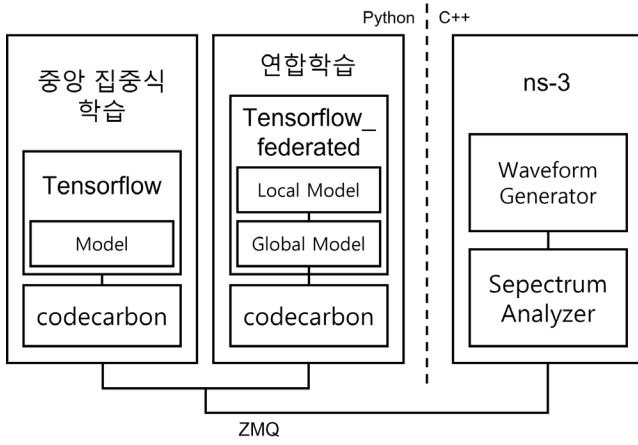 Python
C++
중앙 집중식
학습
Tensorflow
Model
codecarbon
연합학습
Tensorflow_
federated
Local Model
Global Model
codecarbon
ns-3
Waveform
Generator
Sepectrum
Analyzer
ZMQ